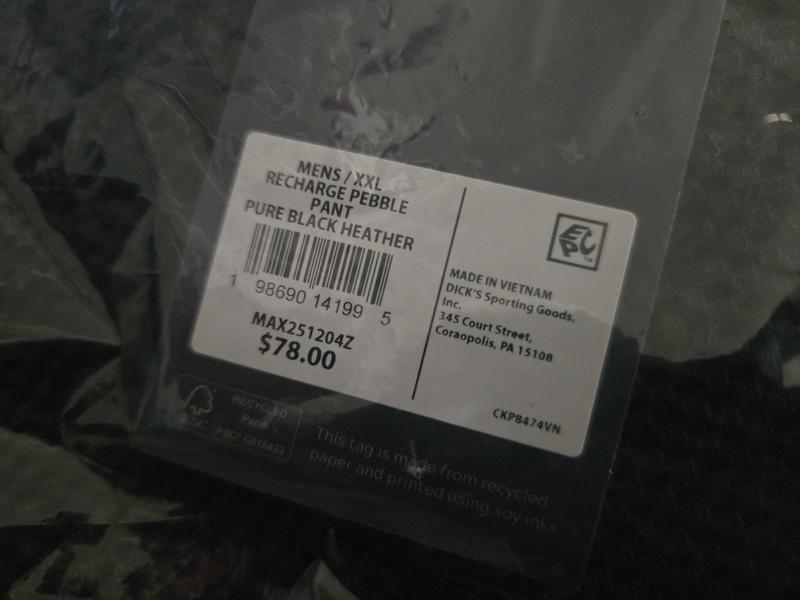 MENS / XXL
RECHARGE PEBBLE
PANT
PURE BLACK HEATHER
1 98690 14199 5
MAX251204Z
$78.00
EPC
TM
MADE IN VIETNAM
DICK'S Sporting Goods,
Inc.
345 Court Street,
Coraopolis, PA 15108
CKP8474VN
FSC
RECYCLED
Paper
FSC® C016423
This tag is made from recycled
paper and printed using soy inks